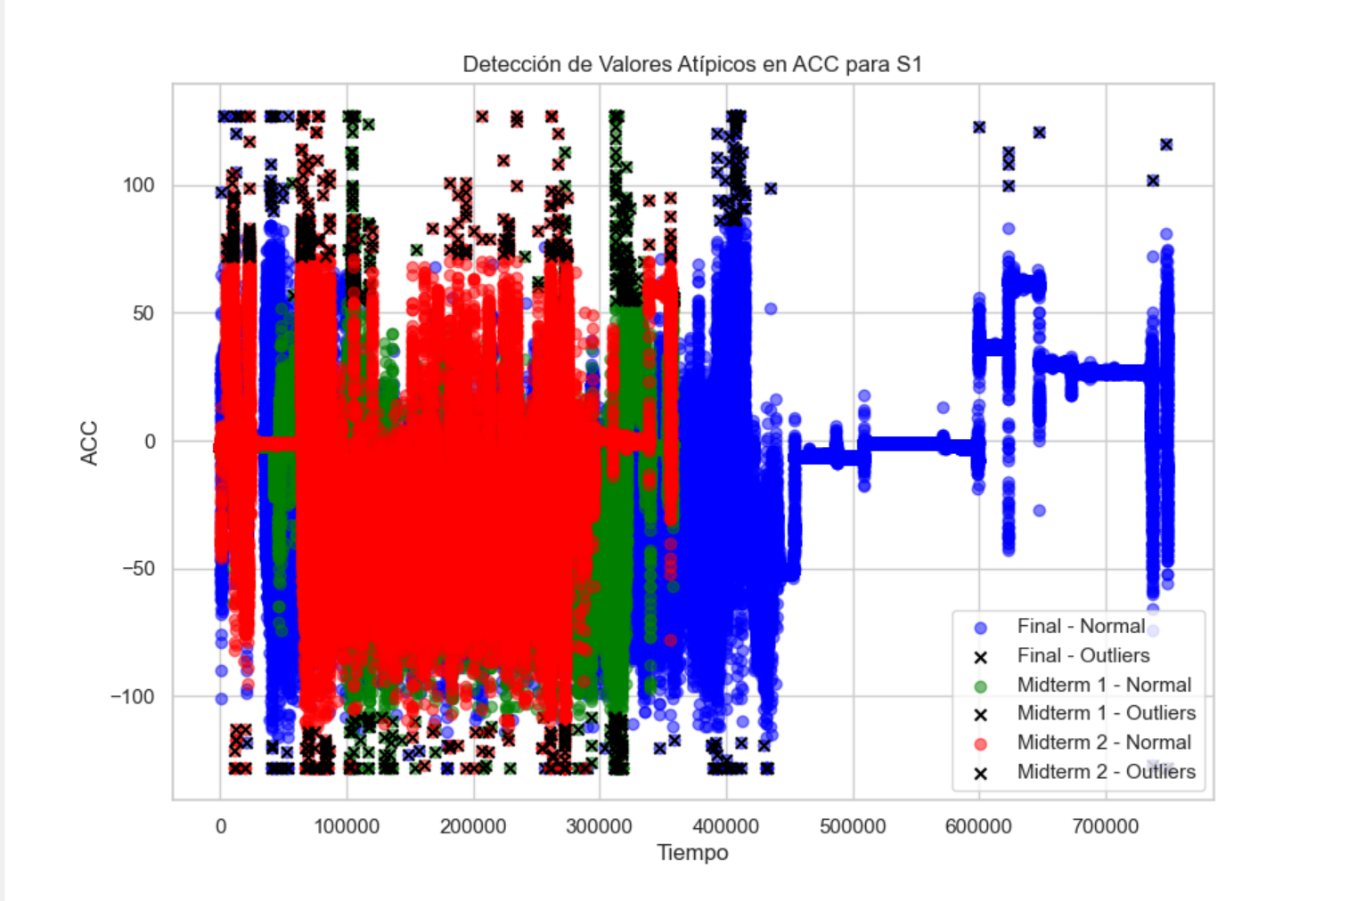 Detección de Valores Atípicos en ACC para S1
100
50
0
−50
−100
ACC
0 100000 200000 300000 400000 500000 600000 700000
Tiempo
Final - Normal
Final - Outliers
Midterm 1 - Normal
Midterm 1 - Outliers
Midterm 2 - Normal
Midterm 2 - Outliers